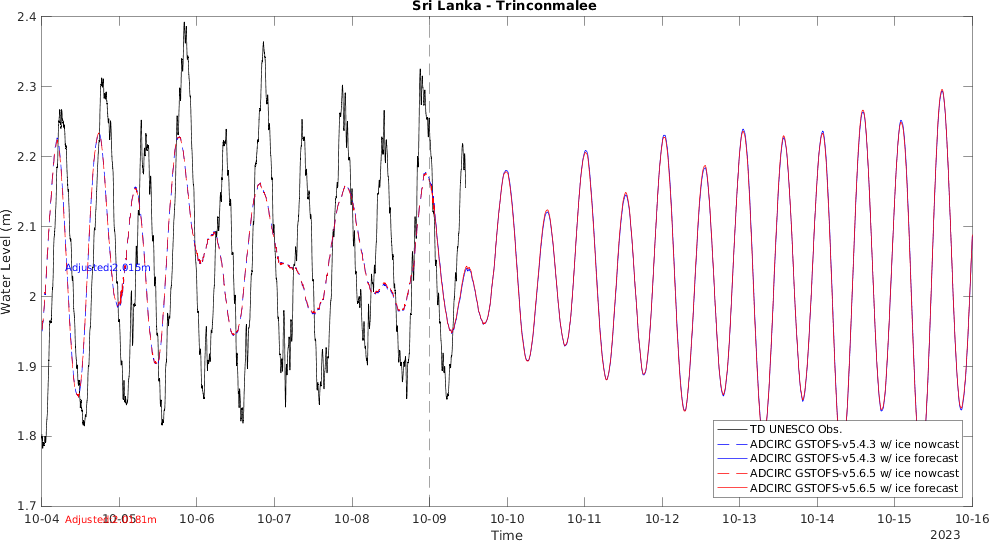 Sri Lanka - Trinconmalee
2.4
2.3
2.2
2.1
2
1.9
1.8
1.7
Water Level (m)
Adjusted:2.015m
TD UNESCO Obs.
ADCIRC GSTOFS-v5.4.3 w/ ice nowcast
ADCIRC GSTOFS-v5.4.3 w/ ice forecast
ADCIRC GSTOFS-v5.6.5 w/ ice nowcast
ADCIRC GSTOFS-v5.6.5 w/ ice forecast
10-04 10-05 10-06 10-07 10-08 10-09 10-10 10-11 10-12 10-13 10-14 10-15 10-16
Time
2023